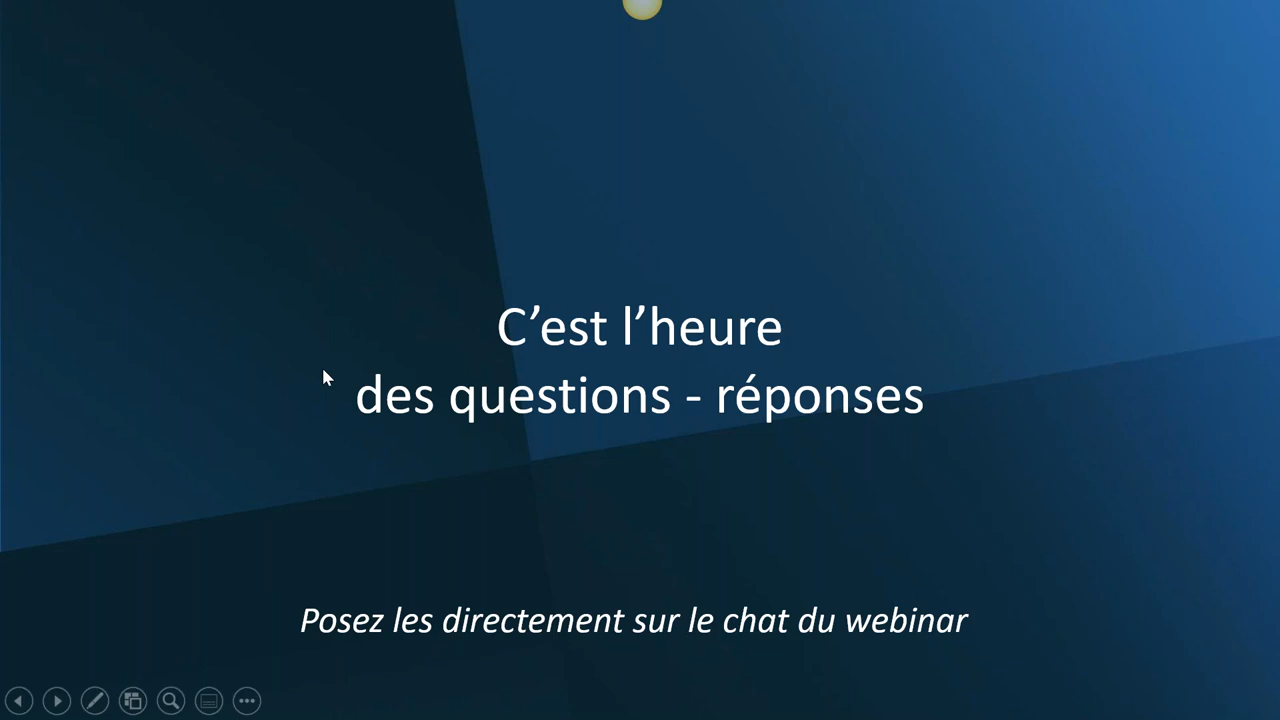 C’est l’heure
des questions - réponses
Posez les directement sur le chat du webinar